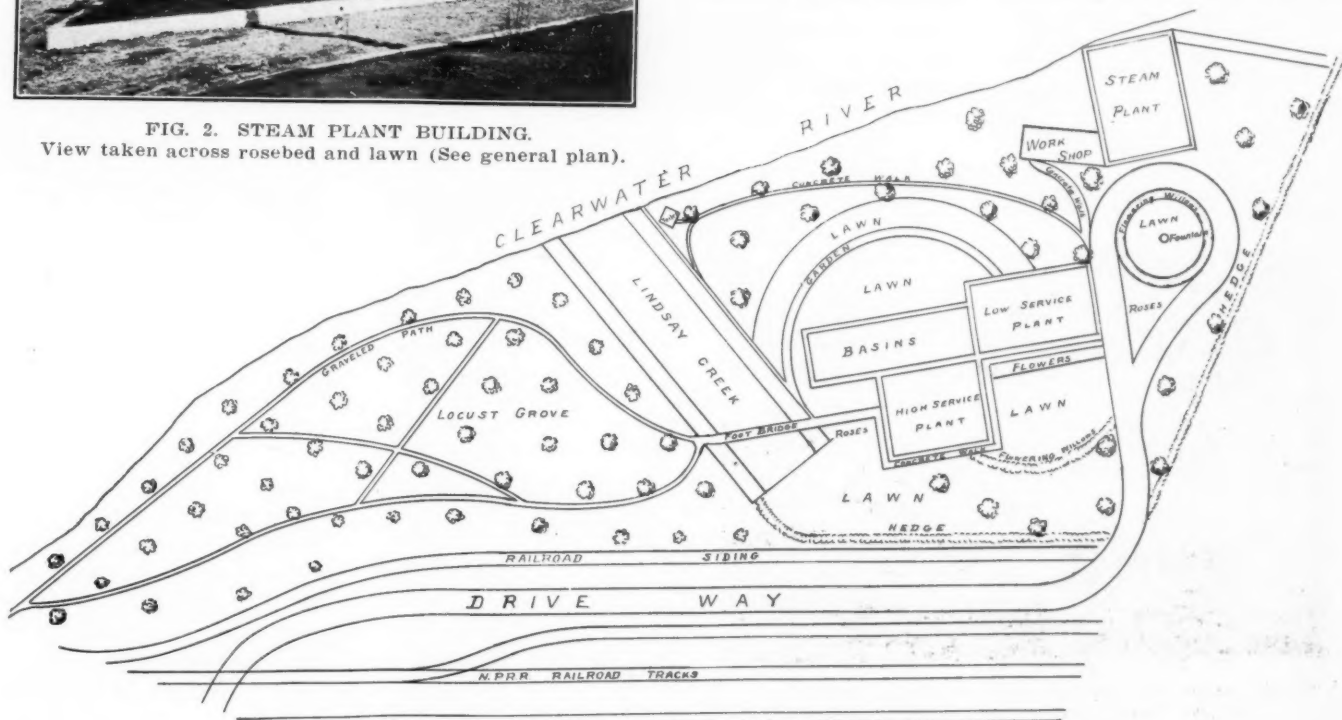 FIG. 2. STEAM PLANT BUILDING.
View taken across rosebed and lawn (See general plan).
CLEARWATER RIVER
STEAM
PLANT
WORK
SHOP
CONCRETE WALK
CONCRETE WALK
Flowering Willows
LAWN
Fountain
HEDGE
ROSES
LAWN
GARDEN
LAWN
LOW SERVICE
PLANT
BASINS
FLOWERS
LAWN
HIGH SERVICE
PLANT
LINDSAY CREEK
GRAVELED PATH
LOCUST GROVE
FOOT BRIDGE
ROSES
CONCRETE WALK
FLOWERING WILLOWS
LAWN
HEDGE
RAILROAD SIDING
DRIVE WAY
N.P.R.R RAILROAD TRACKS